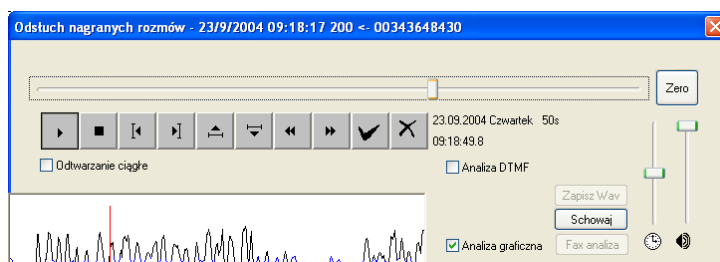 Odsłuch nagranych rozmów - 23/9/2004 09:18:17 200 <- 00343648430
Zero
23.09.2004 Czwartek 50s
09:18:49.8
Odtwarzanie ciągłe
Analiza DTMF
Zapisz Wav
Schowaj
Analiza graficzna
Fax analiza